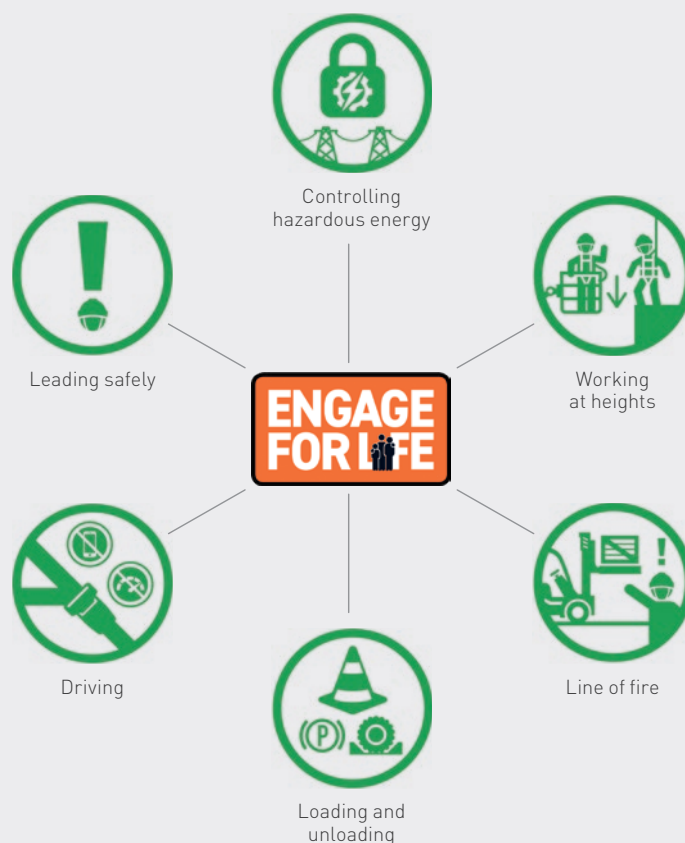 Controlling
hazardous energy
Leading safely
Working
at heights
ENGAGE
FOR LIFE
Driving
P
Line of fire
Loading and
unloading